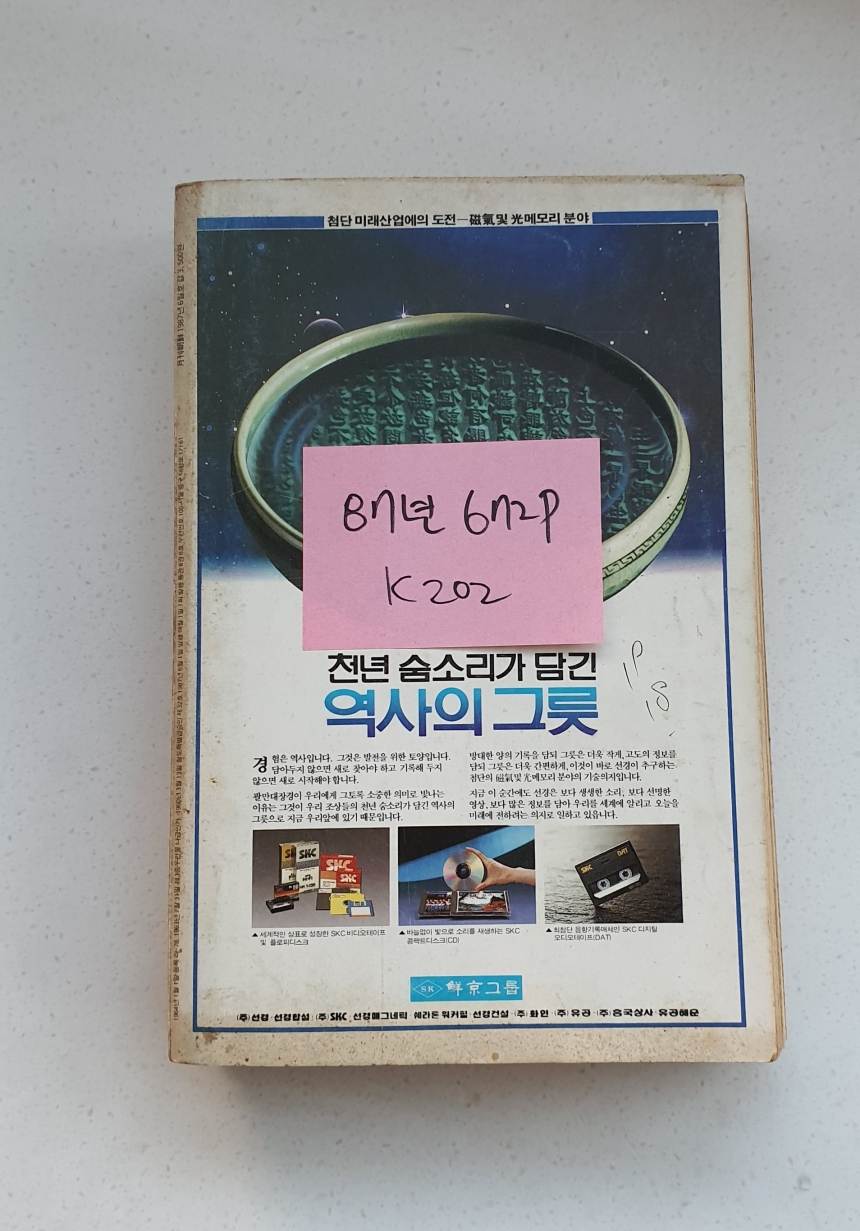 첨단 미래산업에의 도전—磁氣및 光메모리 분야
87년 672P
K202
천년 숨소리가 담긴
역사의 그릇
1P
18
경험은 역사입니다. 그것은 발전을 위한 토양입니다.
담아두지 않으면 새로 찾아야 하고 기록해 두지
않으면 새로 시작해야 합니다.
팔만대장경이 우리에게 그토록 소중한 의미로 빛나는
이유는 그것이 우리 조상들의 천년 숨소리가 담긴 역사의
그릇으로 지금 우리앞에 있기 때문입니다.
방대한 양의 기록을 담되 그릇은 더욱 작게, 고도의 정보를
담되 그릇은 더욱 간편하게, 이것이 바로 선경이 추구하는
첨단의 磁氣및光메모리 분야의 기술의지입니다.
지금 이 순간에도 선경은 보다 생생한 소리, 보다 선명한
영상, 보다 많은 정보를 담아 우리를 세계에 알리고 오늘을
미래에 전하려는 의지로 일하고 있읍니다.
SKC
SKC
SKC
SKC DAT
▲ 세계적인 상표로 성장한 SKC 비디오테이프
및 플로피디스크
▲ 바늘없이 빛으로 소리를 재생하는 SKC
콤팩트디스크(CD)
▲ 최첨단 음향기록매체인 SKC 디지탈
오디오테이프(DAT)
SK 鮮京그룹
(주)선경·선경합섬·(주)SKC·선경매그네틱·쉐라톤 워커힐·선경건설·(주)화인·(주)유공·(주)흥국상사·유공해운